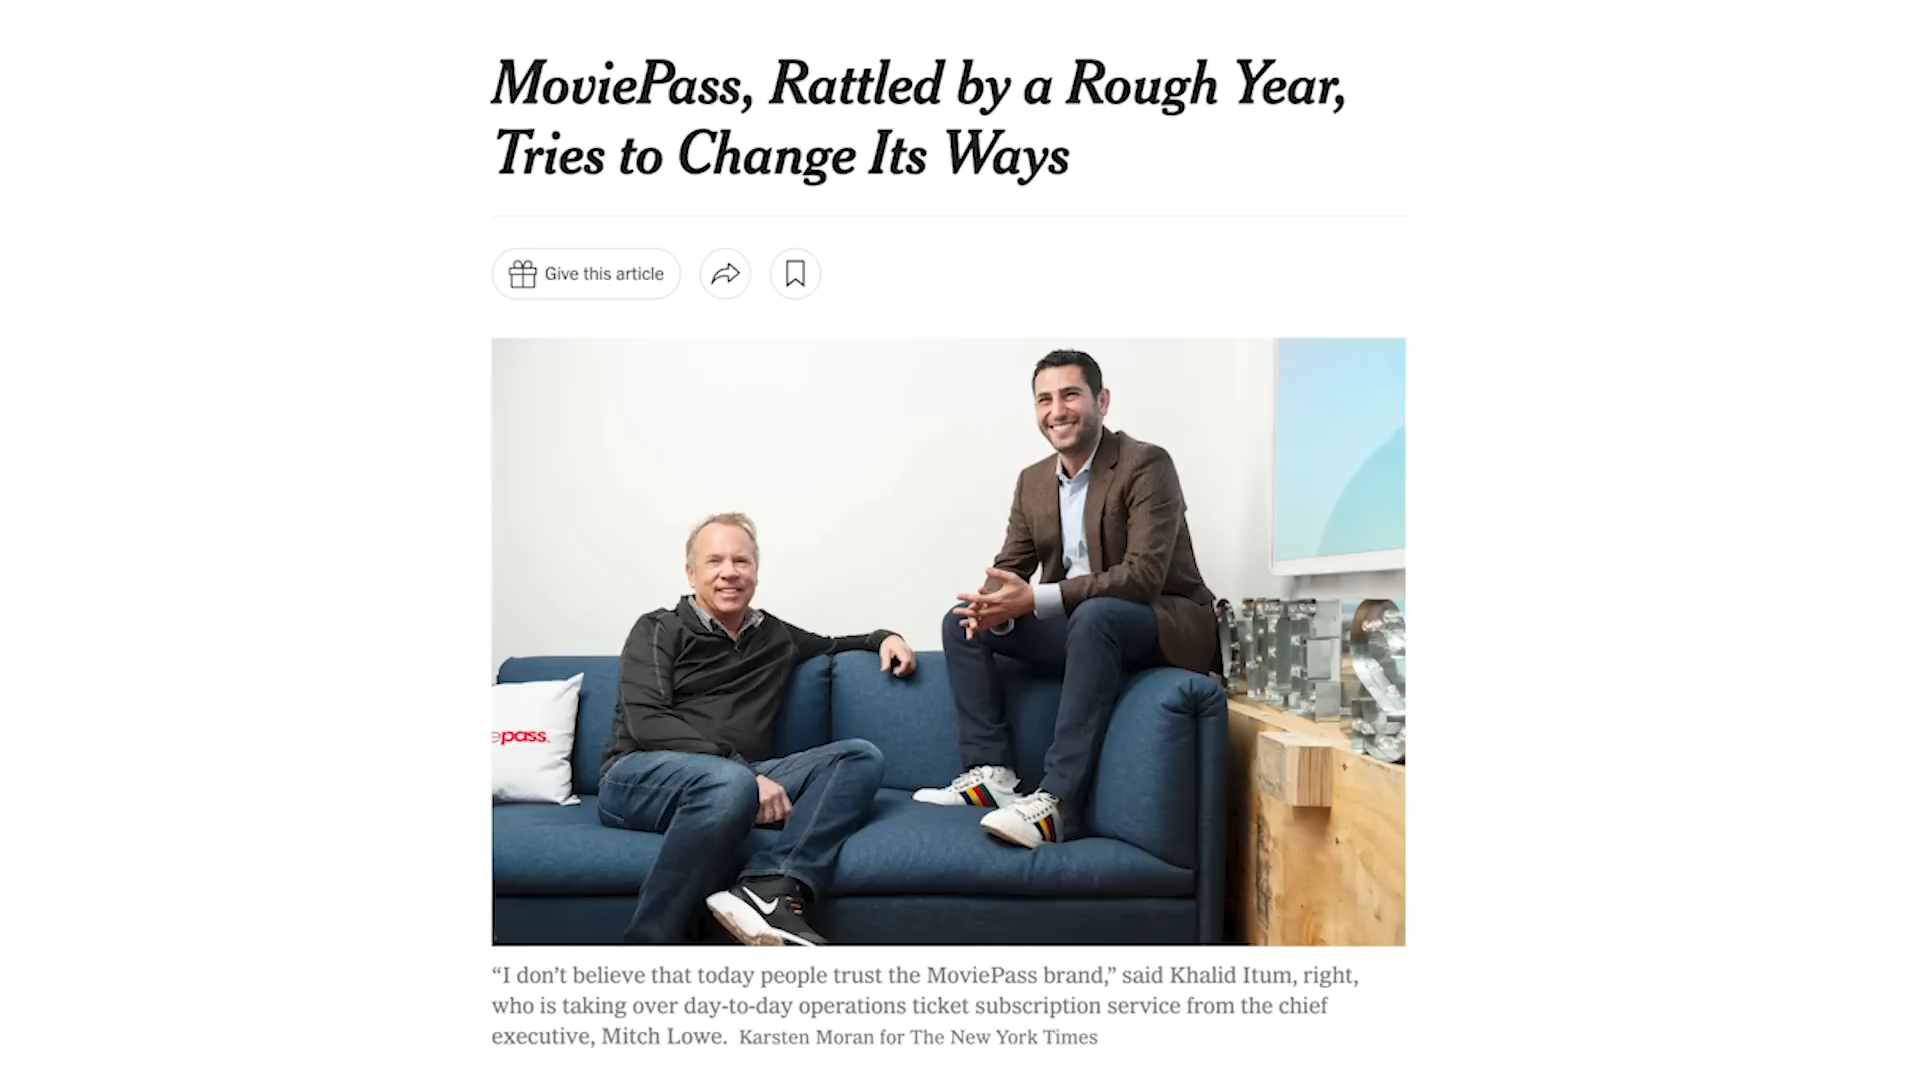 MoviePass, Rattled by a Rough Year,
Tries to Change Its Ways
Give this article
epass
“I don’t believe that today people trust the MoviePass brand,” said Khalid Itum, right,
who is taking over day-to-day operations ticket subscription service from the chief
executive, Mitch Lowe. Karsten Moran for The New York Times